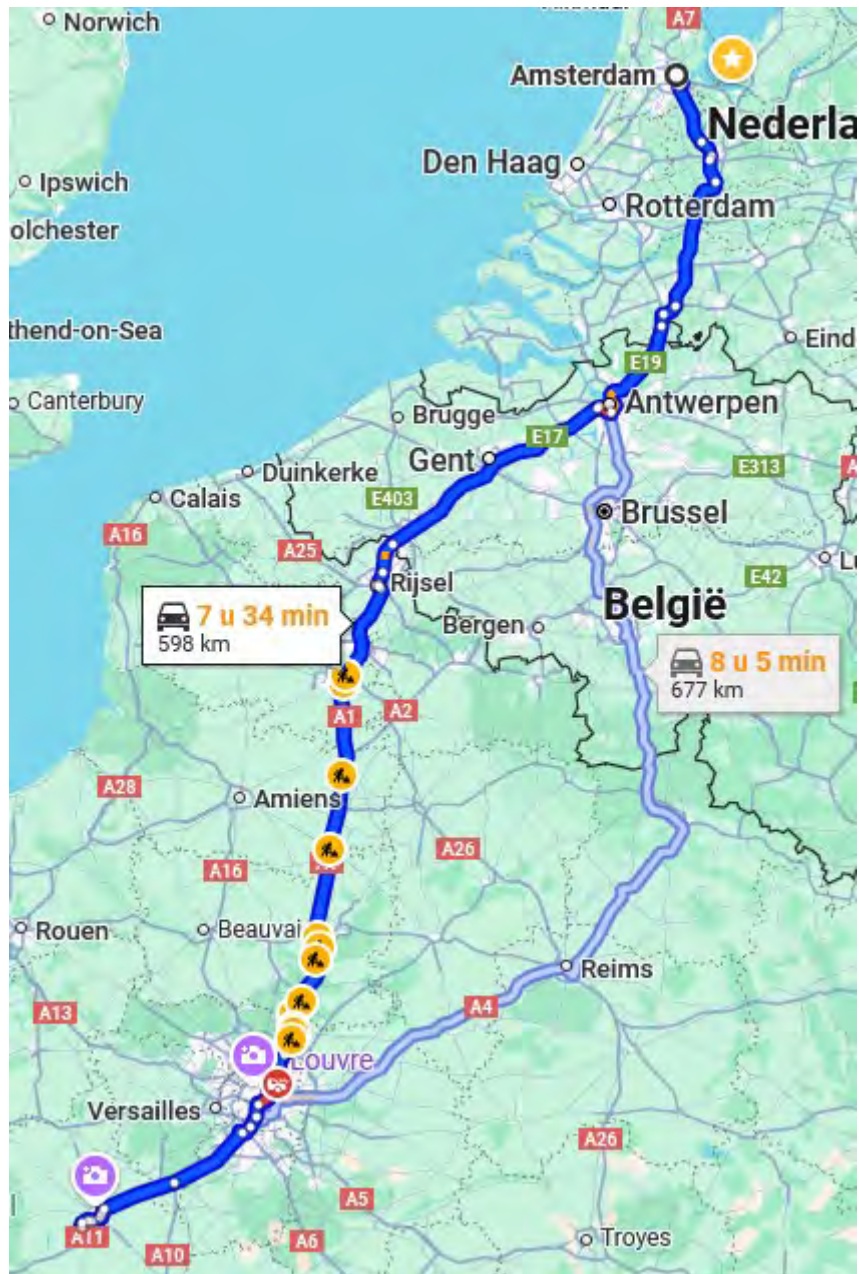 A7
Norwich
Amsterdam
Nederla
Den Haag
Ipswich
Rotterdam
olchester
thend-on-Sea
Eind
E19
Canterbury
Antwerpen
Brugge
E17
Gent
Duinkerke
E313
A
Calais
E403
Brussel
A16
A25
Lu
Rijsel
E42
7 u 34 min
598 km
België
Bergen
8 u 5 min
677 km
A1
A2
A28
Amiens
A26
A16
Beauvai
Rouen
Reims
A13
A4
Louvre
Versailles
A26
A5
A11
A10
A6
Troyes